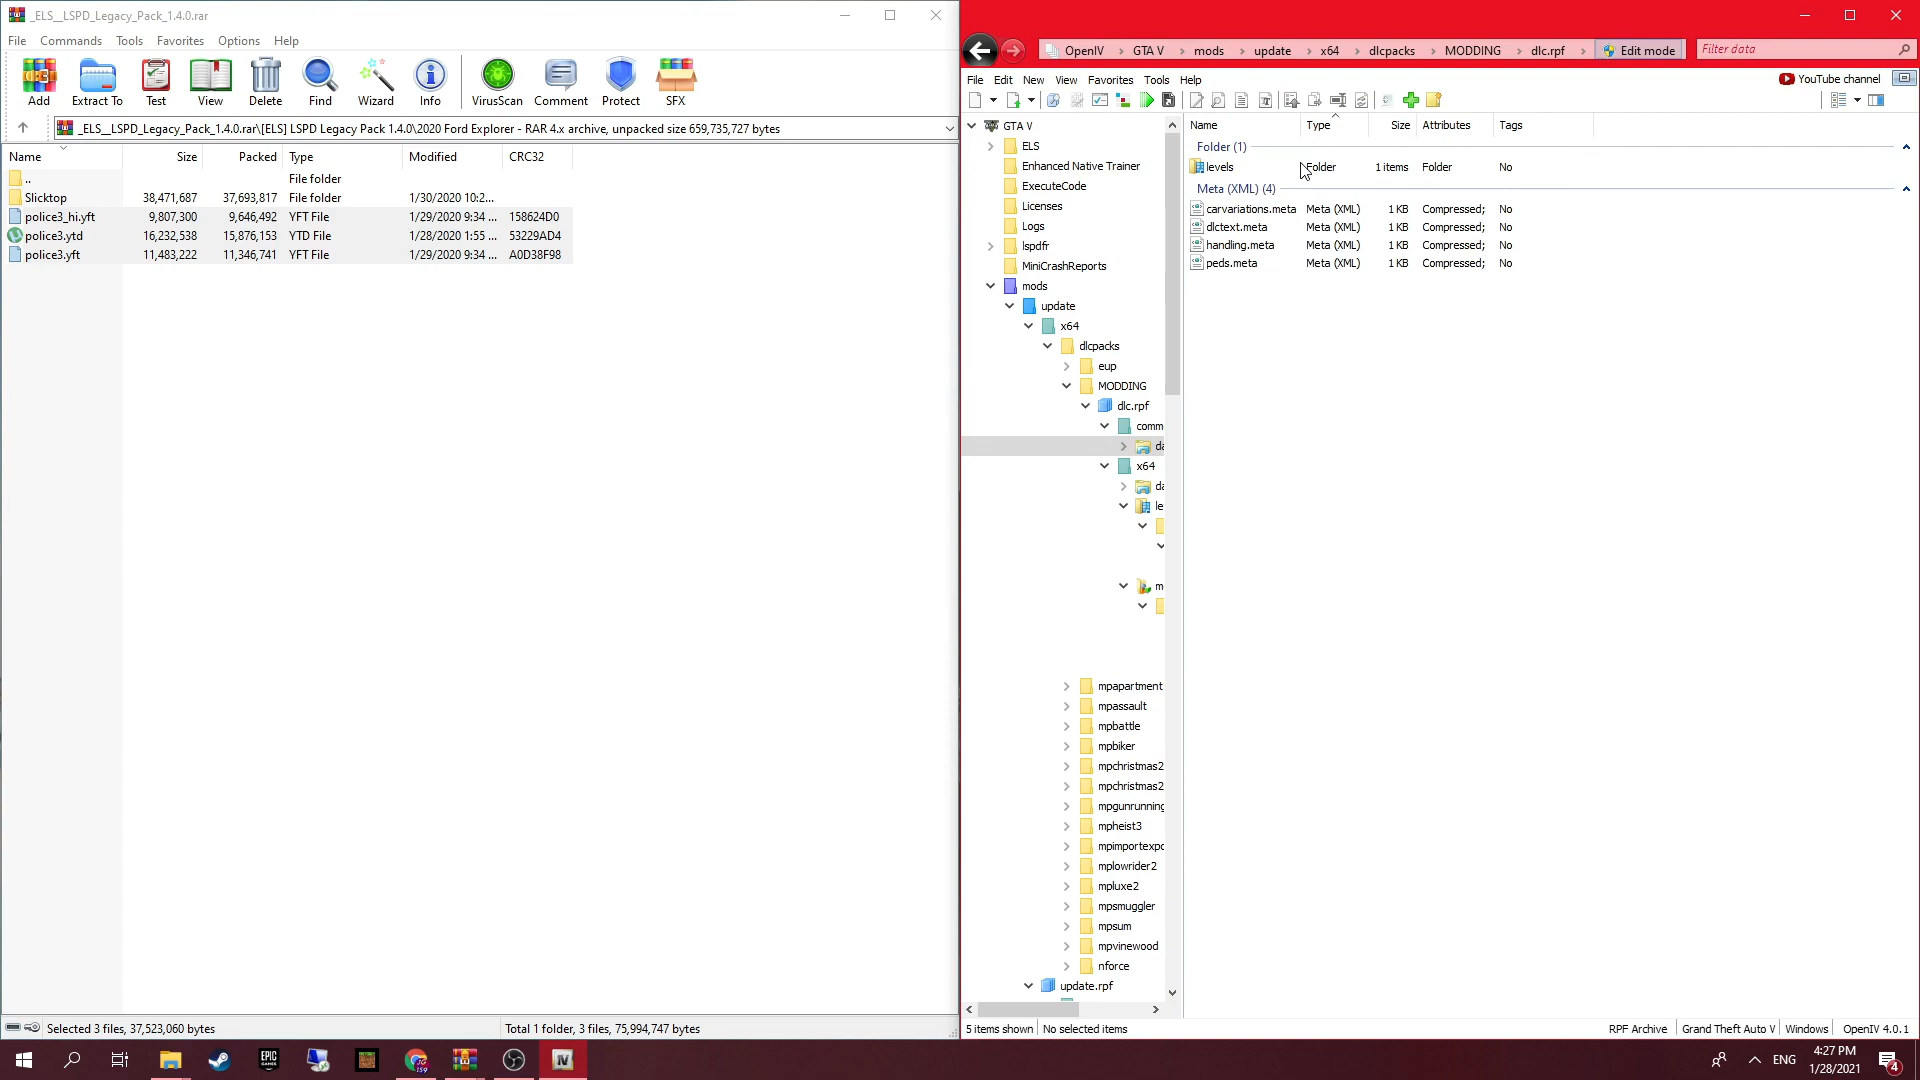 _ELS__LSPD_Legacy_Pack_1.4.0.rar
File Commands Tools Favorites Options Help
Add Extract To Test View Delete Find Wizard Info VirusScan Comment Protect SFX
_ELS__LSPD_Legacy_Pack_1.4.0.rar\[ELS] LSPD Legacy Pack 1.4.0\2020 Ford Explorer - RAR 4.x archive, unpacked size 659,735,727 bytes
Name Size Packed Type Modified CRC32
.. File folder
Slicktop 38,471,687 37,693,817 File folder 1/30/2020 10:2...
police3_hi.yft 9,807,300 9,646,492 YFT File 1/29/2020 9:34 ... 158624D0
police3.ytd 16,232,538 15,876,153 YTD File 1/28/2020 1:55 ... 53229AD4
police3.yft 11,483,222 11,346,741 YFT File 1/29/2020 9:34 ... A0D38F98
Selected 3 files, 37,523,060 bytes
Total 1 folder, 3 files, 75,994,747 bytes
OpenIV GTA V mods update x64 dlcpacks MODDING dlc.rpf Edit mode Filter data
File Edit New View Favorites Tools Help YouTube channel
GTA V
ELS
Enhanced Native Trainer
ExecuteCode
Licenses
Logs
lspdfr
MiniCrashReports
mods
update
x64
dlcpacks
eup
MODDING
dlc.rpf
comm
da
x64
da
le
m
mpapartment
mpassault
mpbattle
mpbiker
mpchristmas2
mpchristmas2
mpgunrunning
mpheist3
mpimportexpo
mplowrider2
mpluxe2
mpsmuggler
mpsum
mpvinewood
nforce
update.rpf
Name Type Size Attributes Tags
Folder (1)
levels Folder 1 items Folder No
Meta (XML) (4)
carvariations.meta Meta (XML) 1 KB Compressed; No
dlctext.meta Meta (XML) 1 KB Compressed; No
handling.meta Meta (XML) 1 KB Compressed; No
peds.meta Meta (XML) 1 KB Compressed; No
5 items shown No selected items RPF Archive Grand Theft Auto V Windows OpenIV 4.0.1
EPIC GAMES
IV
ENG
4:27 PM
1/28/2021
4